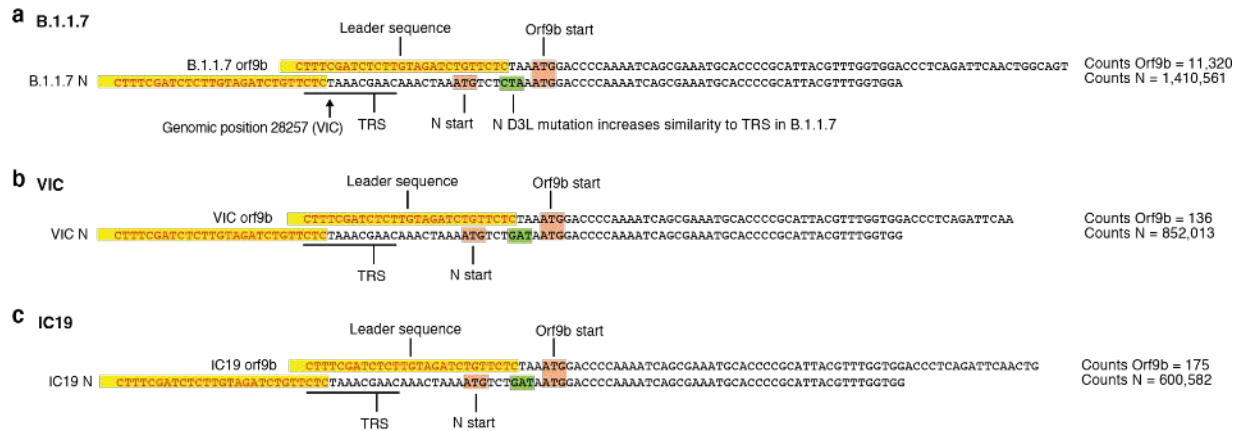 a B.1.1.7
Leader sequence Orf9b start
B.1.1.7 orf9b CTTTCGATCTCTTGTAGATCTGTTCTCTAAATGGACCCCAAAATCAGCGAAATGCACCCCGCATTACGTTTGGTGGACCCTCAGATTCAACTGGCAGT Counts Orf9b = 11,320
B.1.1.7 N CTTTCGATCTCTTGTAGATCTGTTCTCTAAACGAACAAACTAAAATGTCTCTAAATGGACCCCAAAATCAGCGAAATGCACCCCGCATTACGTTTGGTGGA Counts N = 1,410,561
Genomic position 28257 (VIC) TRS N start N D3L mutation increases similarity to TRS in B.1.1.7
b VIC
Leader sequence Orf9b start
VIC orf9b CTTTCGATCTCTTGTAGATCTGTTCTCTAAATGGACCCCAAAATCAGCGAAATGCACCCCGCATTACGTTTGGTGGACCCTCAGATTCAA Counts Orf9b = 136
VIC N CTTTCGATCTCTTGTAGATCTGTTCTCTAAACGAACAAACTAAAATGTCTGATAATGGACCCCAAAATCAGCGAAATGCACCCCGCATTACGTTTGGTGG Counts N = 852,013
TRS N start
c IC19
Leader sequence Orf9b start
IC19 orf9b CTTTCGATCTCTTGTAGATCTGTTCTCTAAATGGACCCCAAAATCAGCGAAATGCACCCCGCATTACGTTTGGTGGACCCTCAGATTCAACTG Counts Orf9b = 175
IC19 N CTTTCGATCTCTTGTAGATCTGTTCTCTAAACGAACAAACTAAAATGTCTGATAATGGACCCCAAAATCAGCGAAATGCACCCCGCATTACGTTTGGTGG Counts N = 600,582
TRS N start